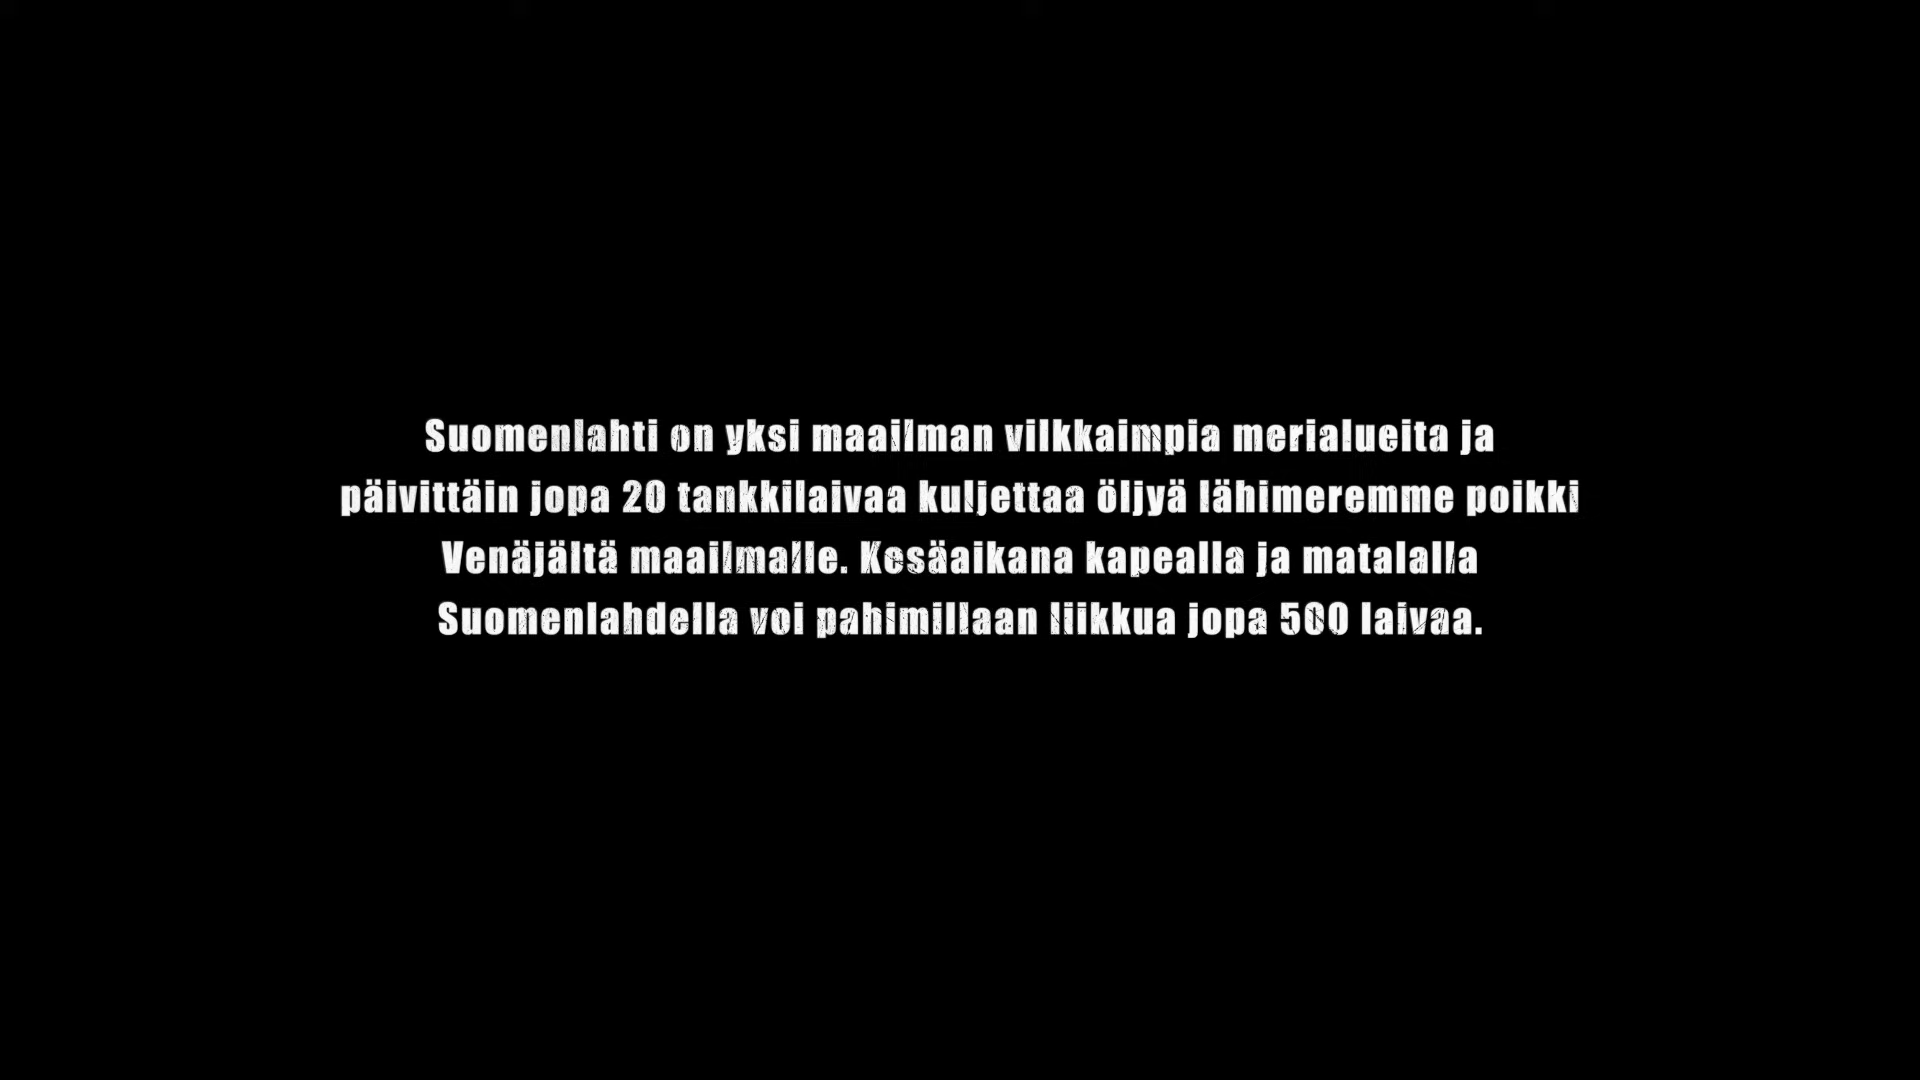 Suomenlahti on yksi maailman vilkkaimpia merialueita ja
päivittäin jopa 20 tankkilaivaa kuljettaa öljyä lähimeremme poikki
Venäjältä maailmalle. Kesäaikana kapealla ja matalalla
Suomenlahdella voi pahimillaan liikkua jopa 500 laivaa.